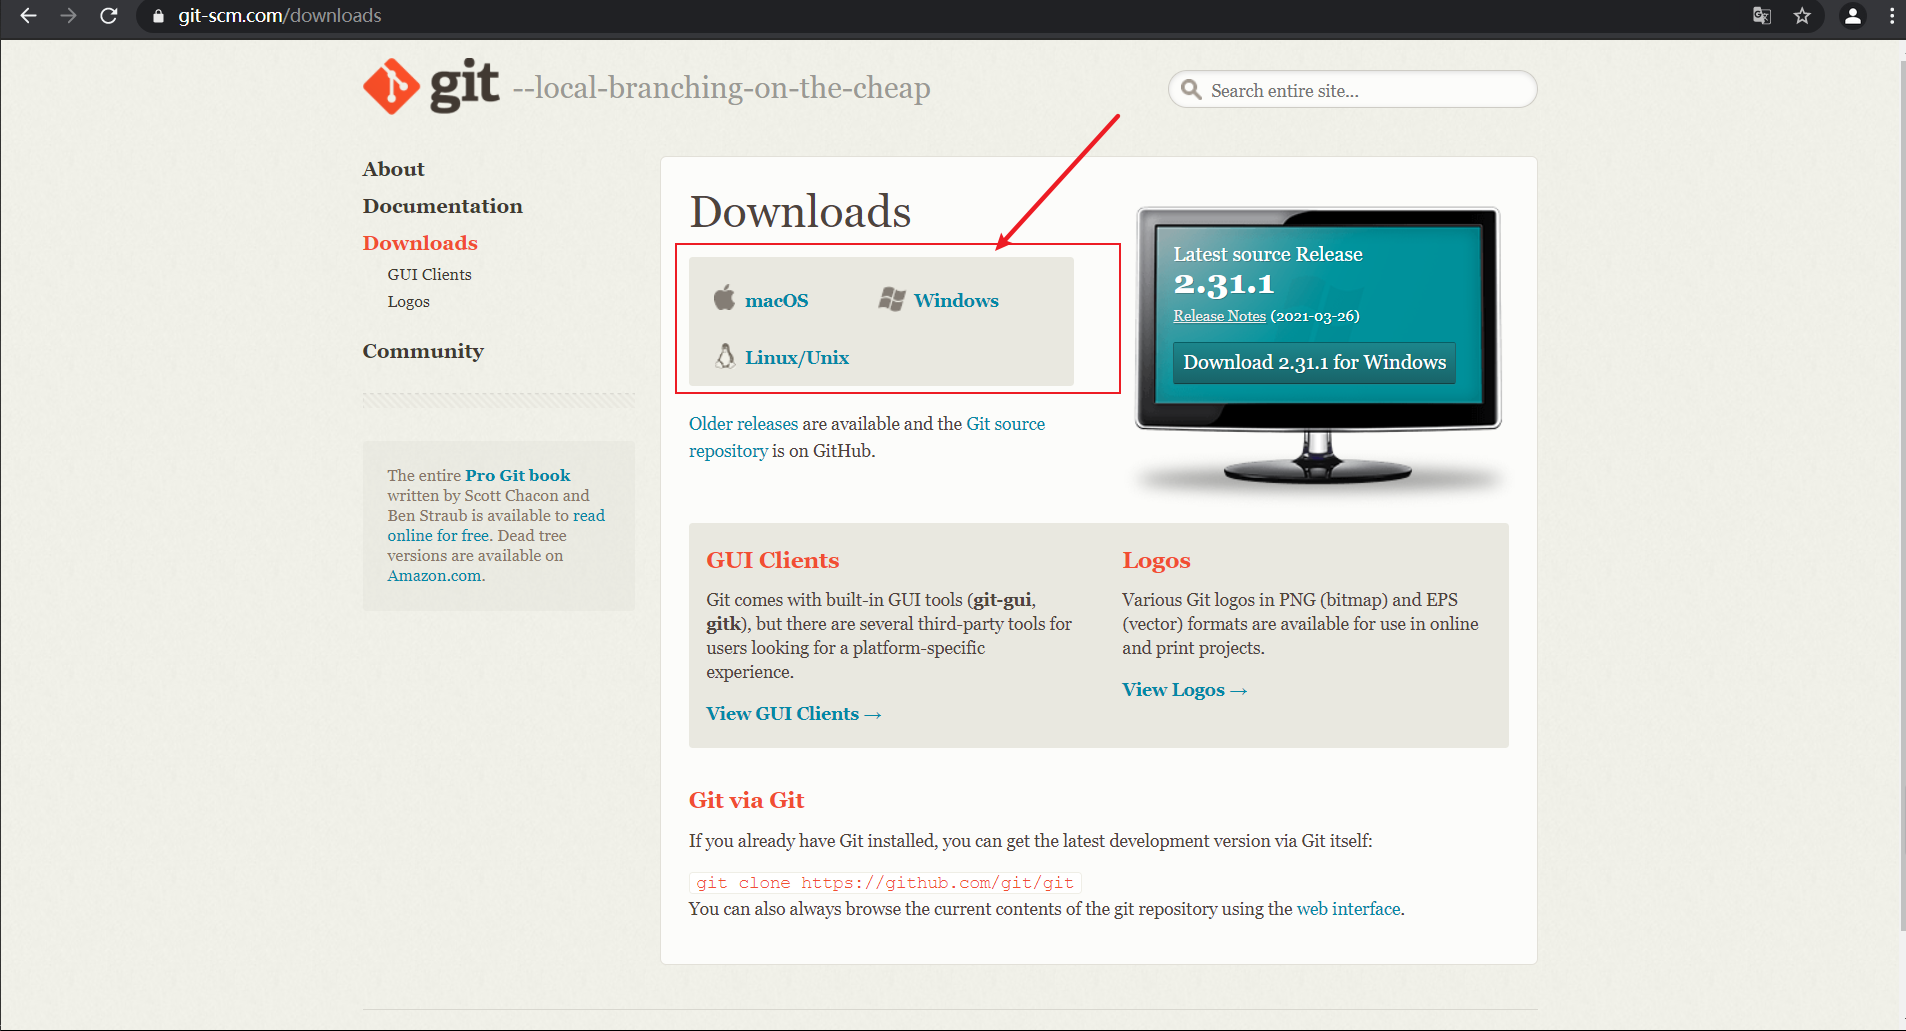 git-scm.com/downloads
git --local-branching-on-the-cheap
Search entire site...
About
Documentation
Downloads
GUI Clients
Logos
Community
The entire Pro Git book
written by Scott Chacon and
Ben Straub is available to read
online for free. Dead tree
versions are available on
Amazon.com.
Downloads
macOS
Windows
Linux/Unix
Older releases are available and the Git source
repository is on GitHub.
Latest source Release
2.31.1
Release Notes (2021-03-26)
Download 2.31.1 for Windows
GUI Clients
Git comes with built-in GUI tools (git-gui,
gitk), but there are several third-party tools for
users looking for a platform-specific
experience.
View GUI Clients →
Logos
Various Git logos in PNG (bitmap) and EPS
(vector) formats are available for use in online
and print projects.
View Logos →
Git via Git
If you already have Git installed, you can get the latest development version via Git itself:
git clone https://github.com/git/git
You can also always browse the current contents of the git repository using the web interface.